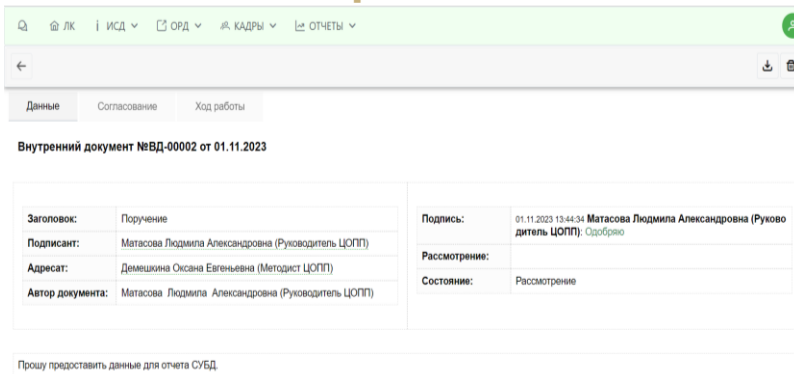 ЛК ИСД ОРД КАДРЫ ОТЧЕТЫ
Данные Согласование Ход работы
Внутренний документ №ВД-00002 от 01.11.2023
Заголовок: Поручение
Подписант: Матасова Людмила Александровна (Руководитель ЦОПП)
Адресат: Демешкина Оксана Евгеньевна (Методист ЦОПП)
Автор документа: Матасова Людмила Александровна (Руководитель ЦОПП)
Подпись: 01.11.2023 13:44:34 Матасова Людмила Александровна (Руково
дитель ЦОПП): Одобряю
Рассмотрение:
Состояние: Рассмотрение
Прошу предоставить данные для отчета СУБД.